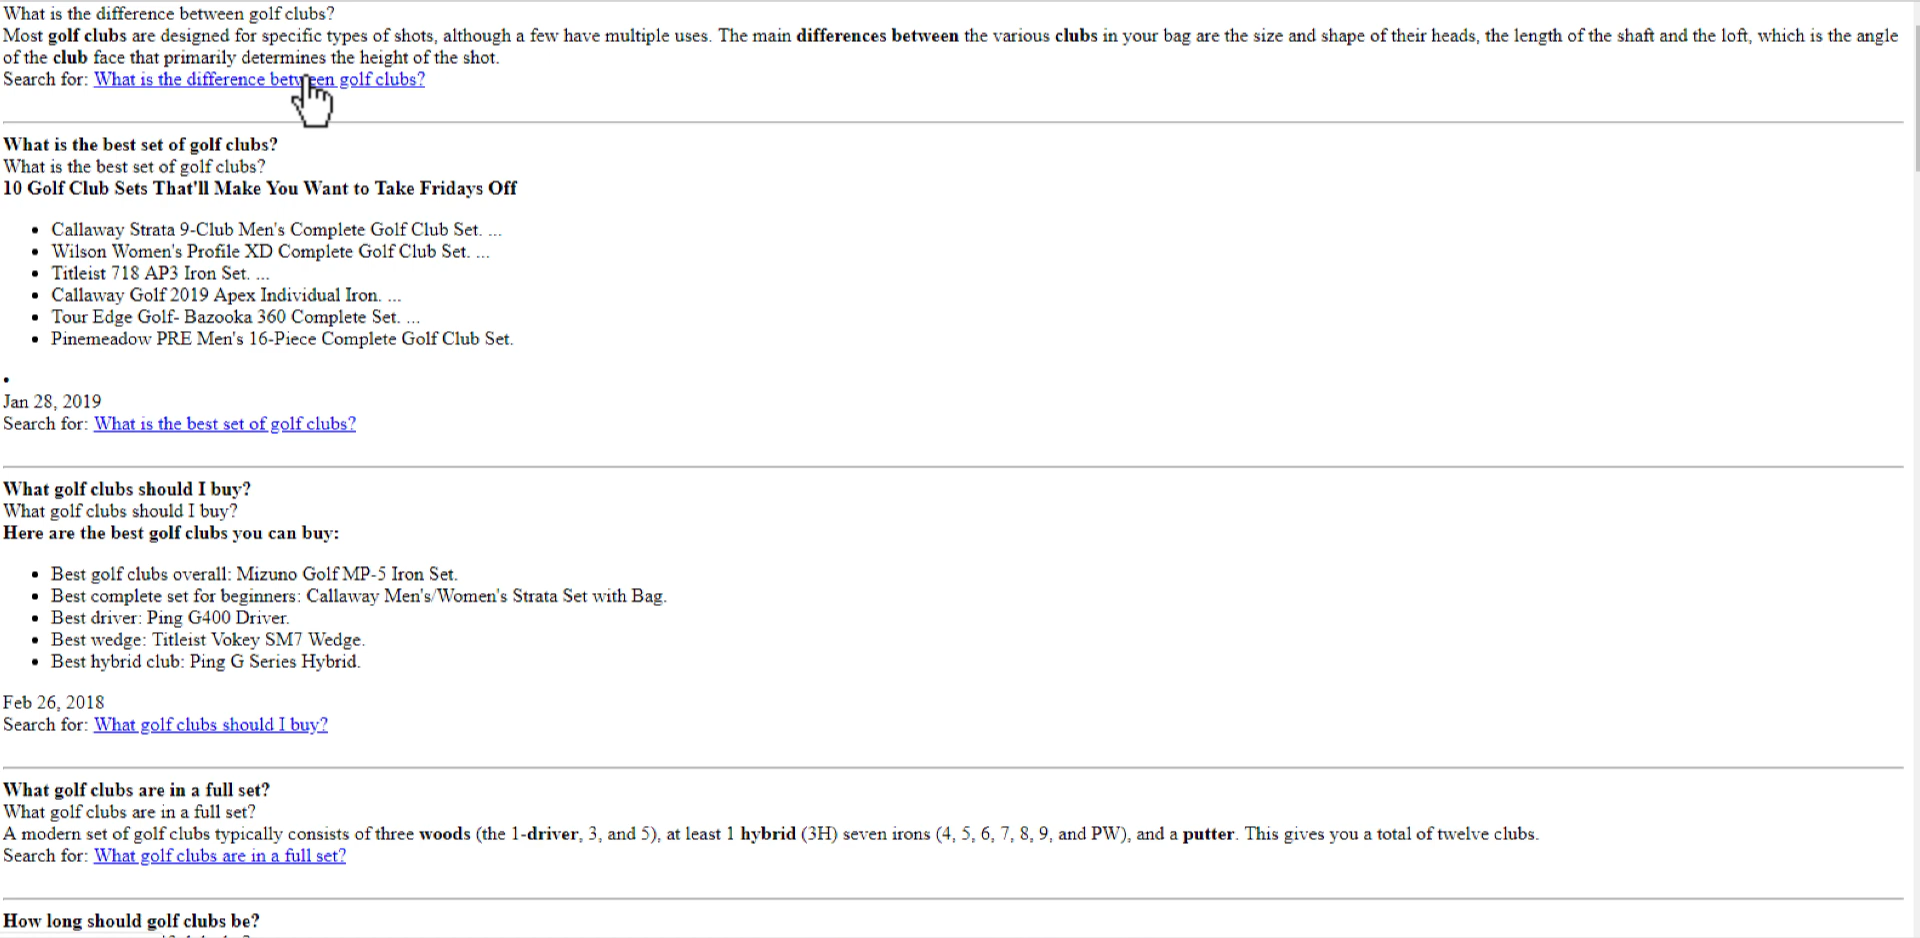 What is the difference between golf clubs?
Most golf clubs are designed for specific types of shots, although a few have multiple uses. The main differences between the various clubs in your bag are the size and shape of their heads, the length of the shaft and the loft, which is the angle
of the club face that primarily determines the height of the shot.
Search for: What is the difference between golf clubs?
What is the best set of golf clubs?
What is the best set of golf clubs?
10 Golf Club Sets That'll Make You Want to Take Fridays Off
• Callaway Strata 9-Club Men's Complete Golf Club Set. ...
• Wilson Women's Profile XD Complete Golf Club Set. ...
• Titleist 718 AP3 Iron Set. ...
• Callaway Golf 2019 Apex Individual Iron. ...
• Tour Edge Golf- Bazooka 360 Complete Set. ...
• Pinemeadow PRE Men's 16-Piece Complete Golf Club Set.
•
Jan 28, 2019
Search for: What is the best set of golf clubs?
What golf clubs should I buy?
What golf clubs should I buy?
Here are the best golf clubs you can buy:
• Best golf clubs overall: Mizuno Golf MP-5 Iron Set.
• Best complete set for beginners: Callaway Men's/Women's Strata Set with Bag.
• Best driver: Ping G400 Driver.
• Best wedge: Titleist Vokey SM7 Wedge.
• Best hybrid club: Ping G Series Hybrid.
Feb 26, 2018
Search for: What golf clubs should I buy?
What golf clubs are in a full set?
What golf clubs are in a full set?
A modern set of golf clubs typically consists of three woods (the 1-driver, 3, and 5), at least 1 hybrid (3H) seven irons (4, 5, 6, 7, 8, 9, and PW), and a putter. This gives you a total of twelve clubs.
Search for: What golf clubs are in a full set?
How long should golf clubs be?